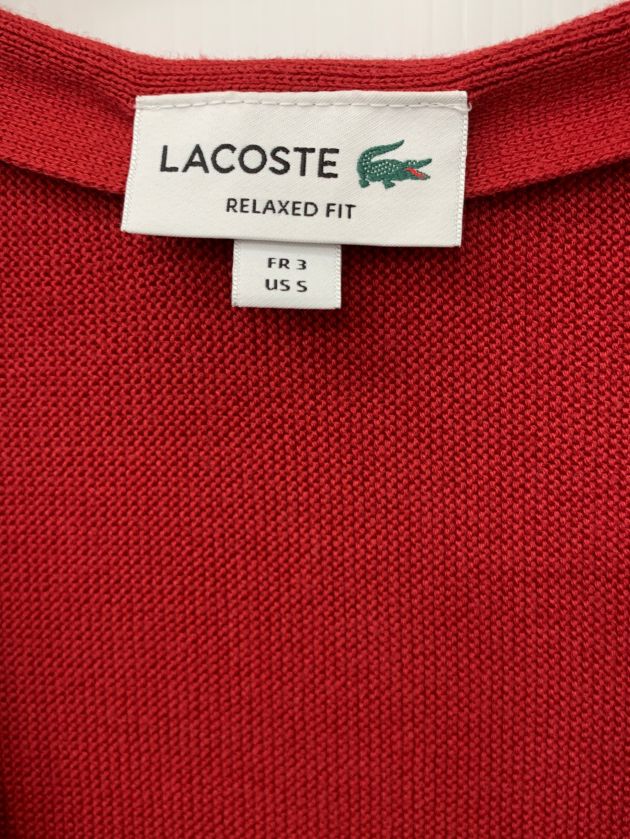 LACOSTE
RELAXED FIT
FR 3
US S